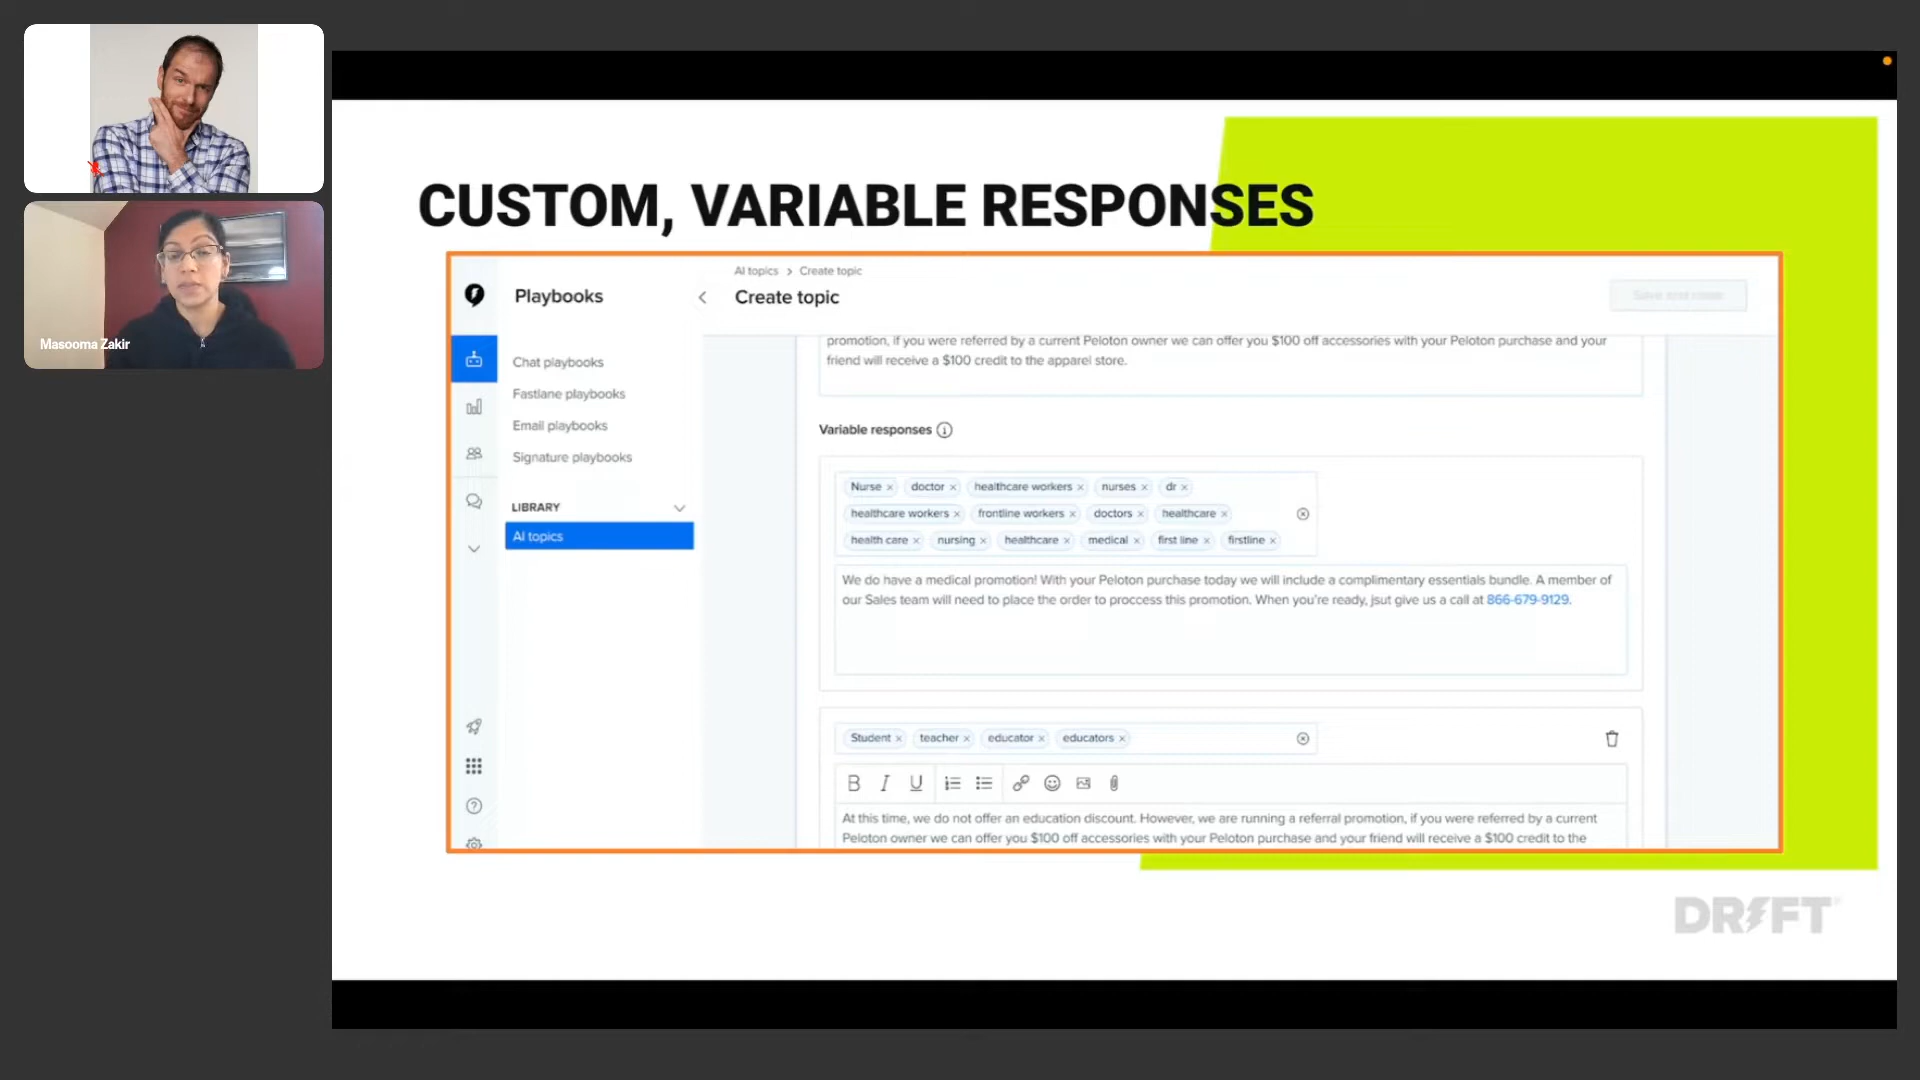 Masooma Zakir
CUSTOM, VARIABLE RESPONSES
Playbooks
Chat playbooks
Fastlane playbooks
Email playbooks
Signature playbooks
LIBRARY
AI topics
AI topics > Create topic
Create topic
promotion, if you were referred by a current Peloton owner we can offer you $100 off accessories with your Peloton purchase and your
friend will receive a $100 credit to the apparel store.
Variable responses
Nurse × doctor × healthcare workers × nurses × dr ×
healthcare workers × frontline workers × doctors × healthcare ×
health care × nursing × healthcare × medical × first line × firstline ×
We do have a medical promotion! With your Peloton purchase today we will include a complimentary essentials bundle. A member of
our Sales team will need to place the order to proccess this promotion. When you're ready, jsut give us a call at 866-679-9129.
Student × teacher × educator × educators ×
B I U
At this time, we do not offer an education discount. However, we are running a referral promotion, if you were referred by a current
Peloton owner we can offer you $100 off accessories with your Peloton purchase and your friend will receive a $100 credit to the
DRIFT